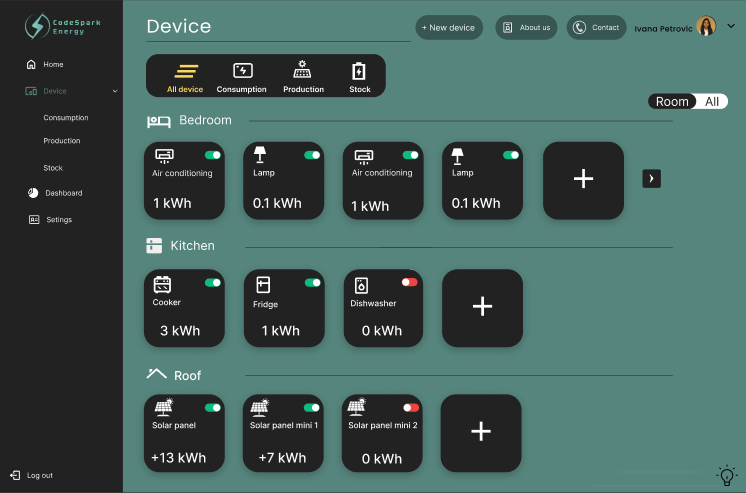 CodeSpark
Energy
Home
Device
Consumption
Production
Stock
Dashboard
Setings
Log out
Device
+ New device
About us
Contact
Ivana Petrovic
All device
Consumption
Production
Stock
Room
All
Bedroom
Air conditioning
1 kWh
Lamp
0.1 kWh
Air conditioning
1 kWh
Lamp
0.1 kWh
+
Kitchen
Cooker
3 kWh
Fridge
1 kWh
Dishwasher
0 kWh
+
Roof
Solar panel
+13 kWh
Solar panel mini 1
+7 kWh
Solar panel mini 2
0 kWh
+